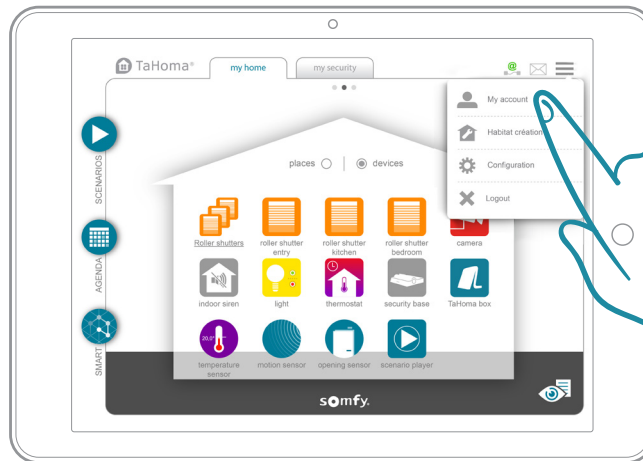 TaHoma®
my home
my security
@
My account
Habitat création
Configuration
Logout
places
devices
SCENARIOS
AGENDA
SMART
Roller shutters
roller shutter
entry
roller shutter
kitchen
roller shutter
bedroom
camera
indoor siren
light
thermostat
security base
TaHoma box
20,0°
temperature
sensor
motion sensor
opening sensor
scenario player
somfy.